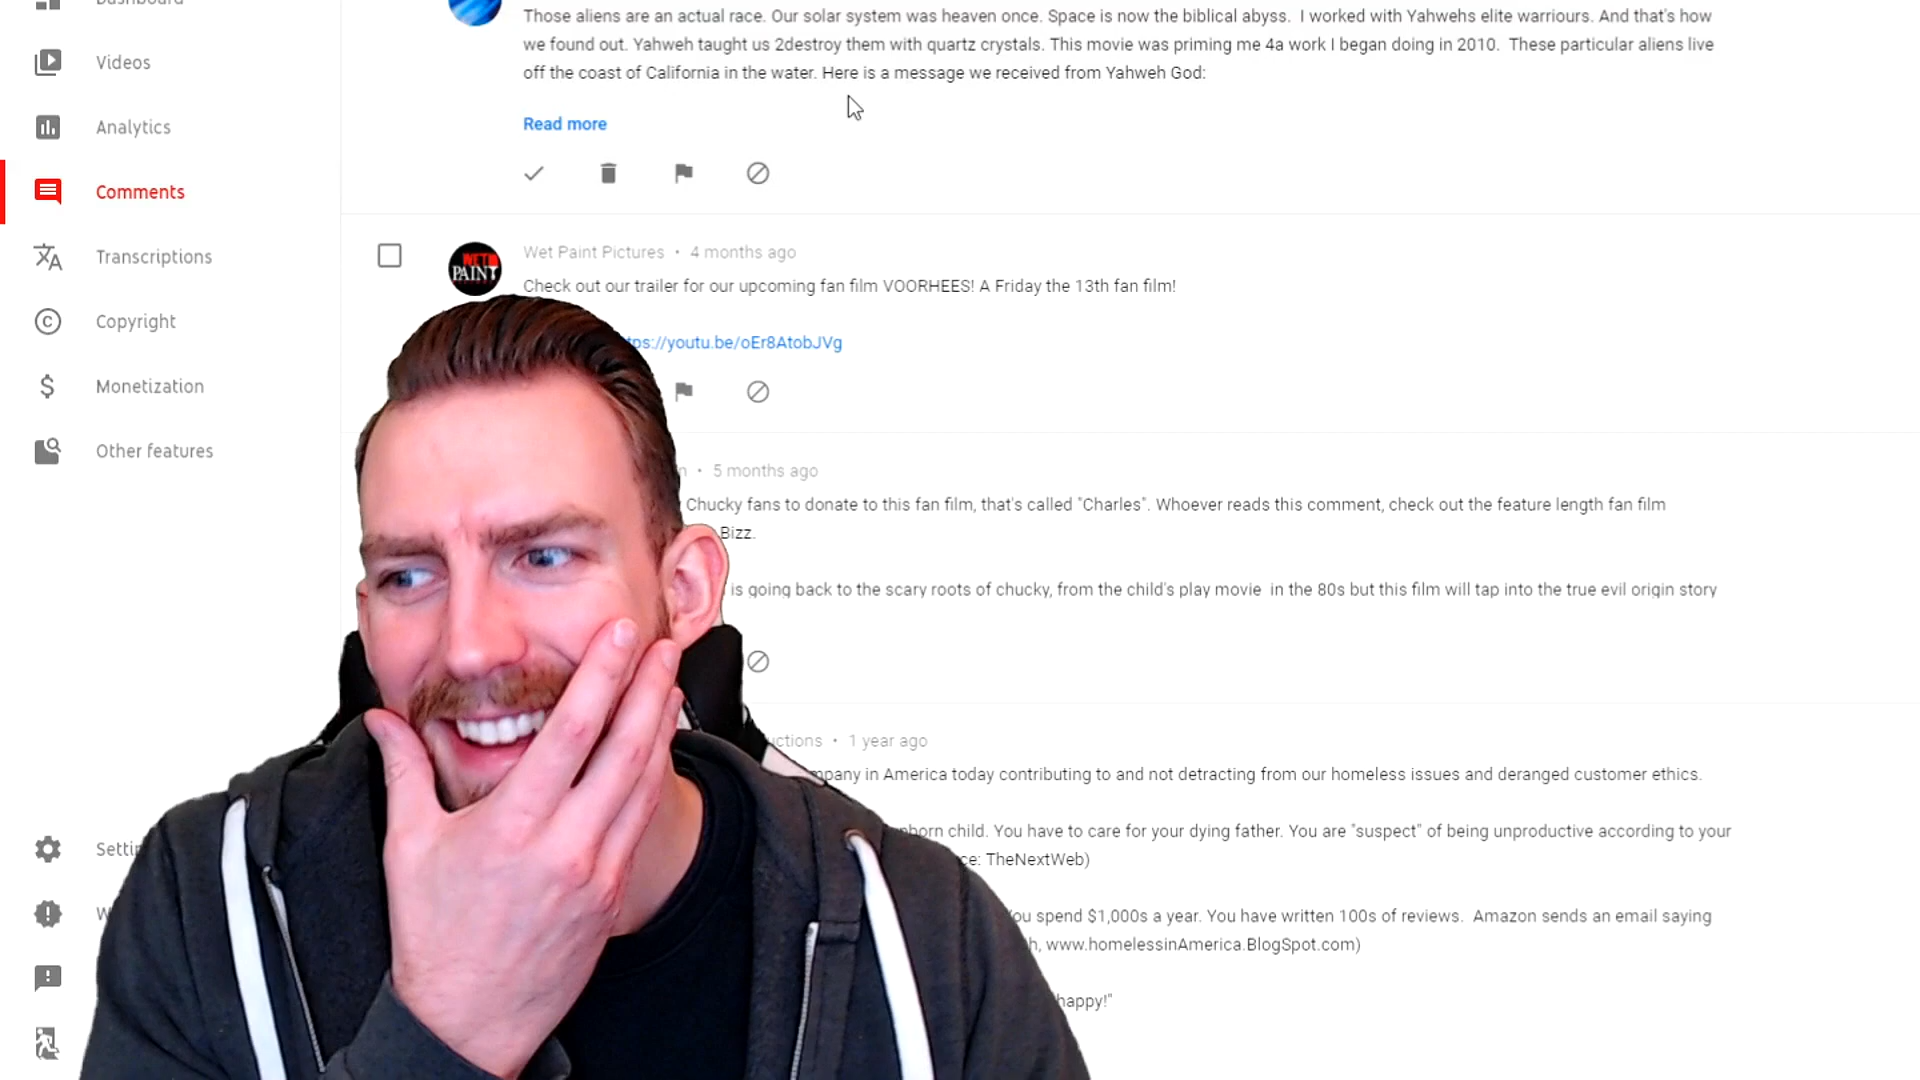 Dashboard
Those aliens are an actual race. Our solar system was heaven once. Space is now the biblical abyss. I worked with Yahwehs elite warriours. And that's how
we found out. Yahweh taught us 2destroy them with quartz crystals. This movie was priming me 4a work I began doing in 2010. These particular aliens live
off the coast of California in the water. Here is a message we received from Yahweh God:
Read more
Videos
Analytics
Comments
Transcriptions
Copyright
Monetization
Other features
WET PAINT
Wet Paint Pictures • 4 months ago
Check out our trailer for our upcoming fan film VOORHEES! A Friday the 13th fan film!
tps://youtu.be/oEr8AtobJVg
n • 5 months ago
Chucky fans to donate to this fan film, that's called "Charles". Whoever reads this comment, check out the feature length fan film
Bizz.
is going back to the scary roots of chucky, from the child's play movie in the 80s but this film will tap into the true evil origin story
uctions • 1 year ago
mpany in America today contributing to and not detracting from our homeless issues and deranged customer ethics.
nborn child. You have to care for your dying father. You are "suspect" of being unproductive according to your
ce: TheNextWeb)
You spend $1,000s a year. You have written 100s of reviews. Amazon sends an email saying
h, www.homelessinAmerica.BlogSpot.com)
happy!"
Settin
W